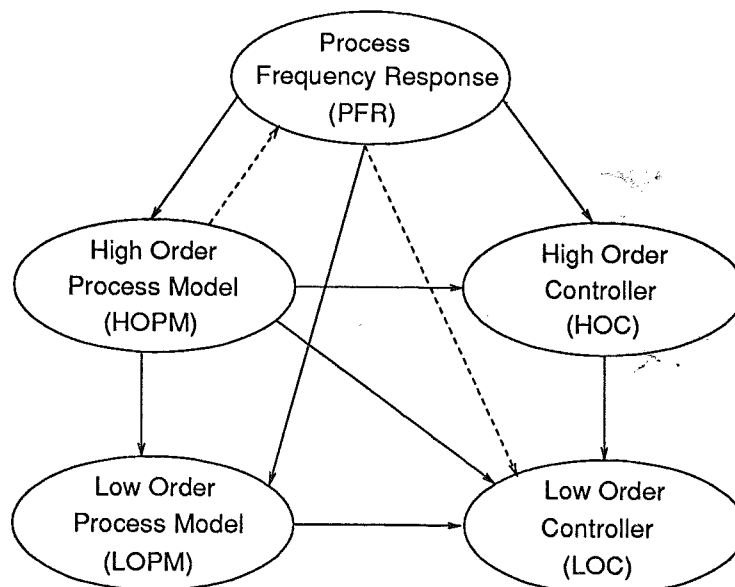 Process
Frequency Response
(PFR)
High Order
Process Model
(HOPM)
High Order
Controller
(HOC)
Low Order
Process Model
(LOPM)
Low Order
Controller
(LOC)